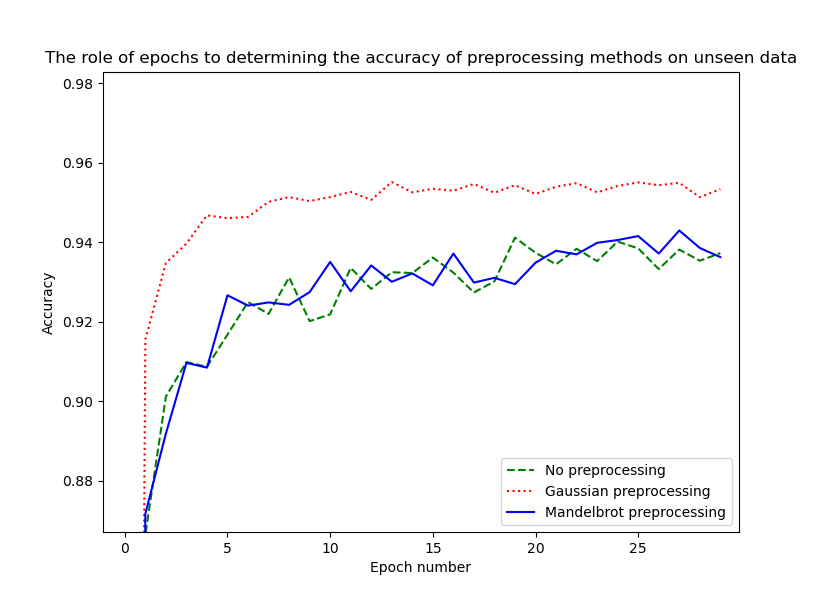 The role of epochs to determining the accuracy of preprocessing methods on unseen data
0.98
0.96
0.94
0.92
0.90
0.88
Accuracy
No preprocessing
Gaussian preprocessing
Mandelbrot preprocessing
0 5 10 15 20 25
Epoch number